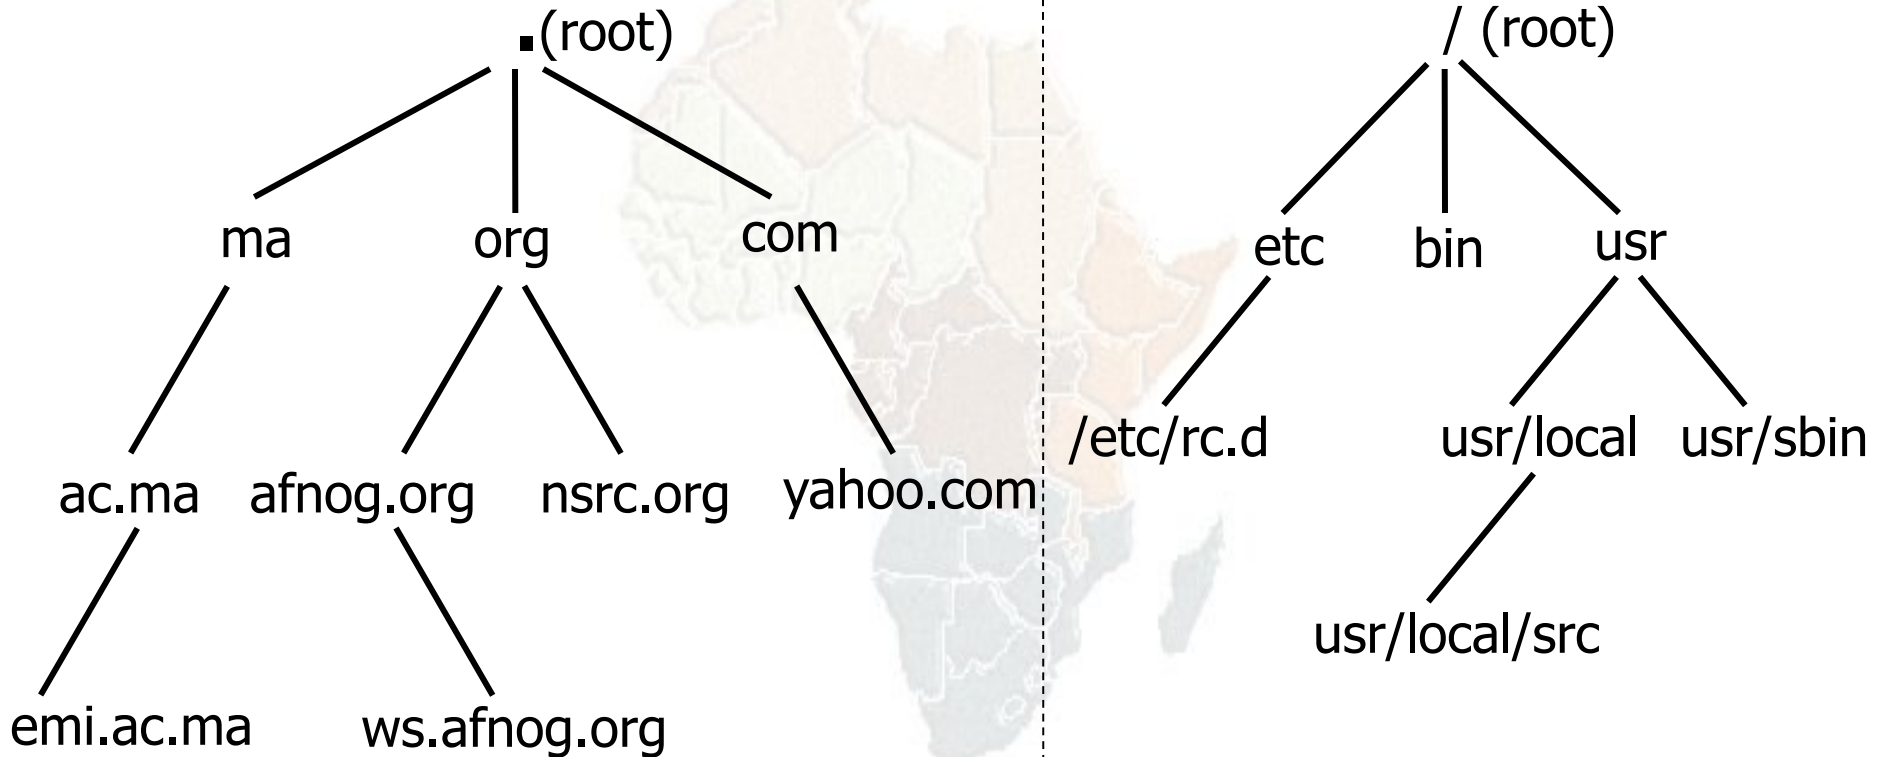 .(root)
ma org com
ac.ma afnog.org nsrc.org yahoo.com
emi.ac.ma ws.afnog.org
/ (root)
etc bin usr
/etc/rc.d usr/local usr/sbin
usr/local/src